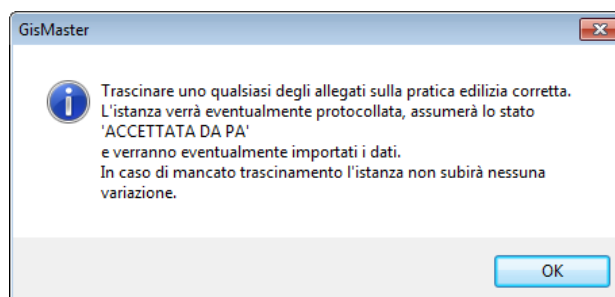 GisMaster
Trascinare uno qualsiasi degli allegati sulla pratica edilizia corretta.
L'istanza verrà eventualmente protocollata, assumerà lo stato
'ACCETTATA DA PA'
e verranno eventualmente importati i dati.
In caso di mancato trascinamento l'istanza non subirà nessuna
variazione.
OK